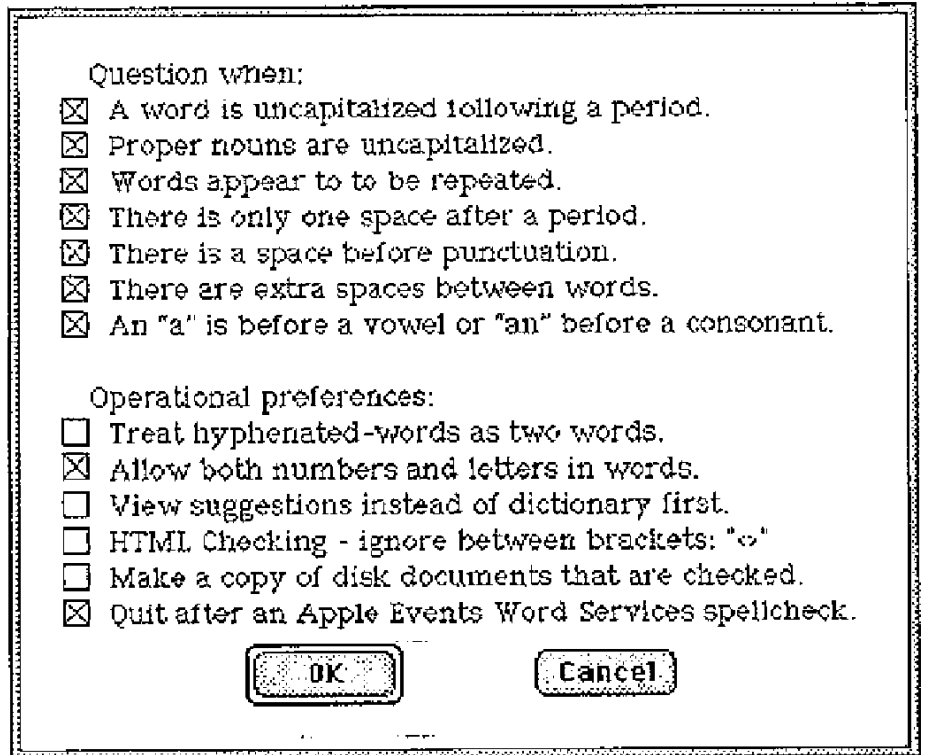 Question when:
A word is uncapitalized following a period.
Proper nouns are uncapitalized.
Words appear to to be repeated.
There is only one space after a period.
There is a space before punctuation.
There are extra spaces between words.
An "a" is before a vowel or "an" before a consonant.
Operational preferences:
Treat hyphenated-words as two words.
Allow both numbers and letters in words.
View suggestions instead of dictionary first.
HTML Checking - ignore between brackets: "<>"
Make a copy of disk documents that are checked.
Quit after an Apple Events Word Services spellcheck.
OK Cancel